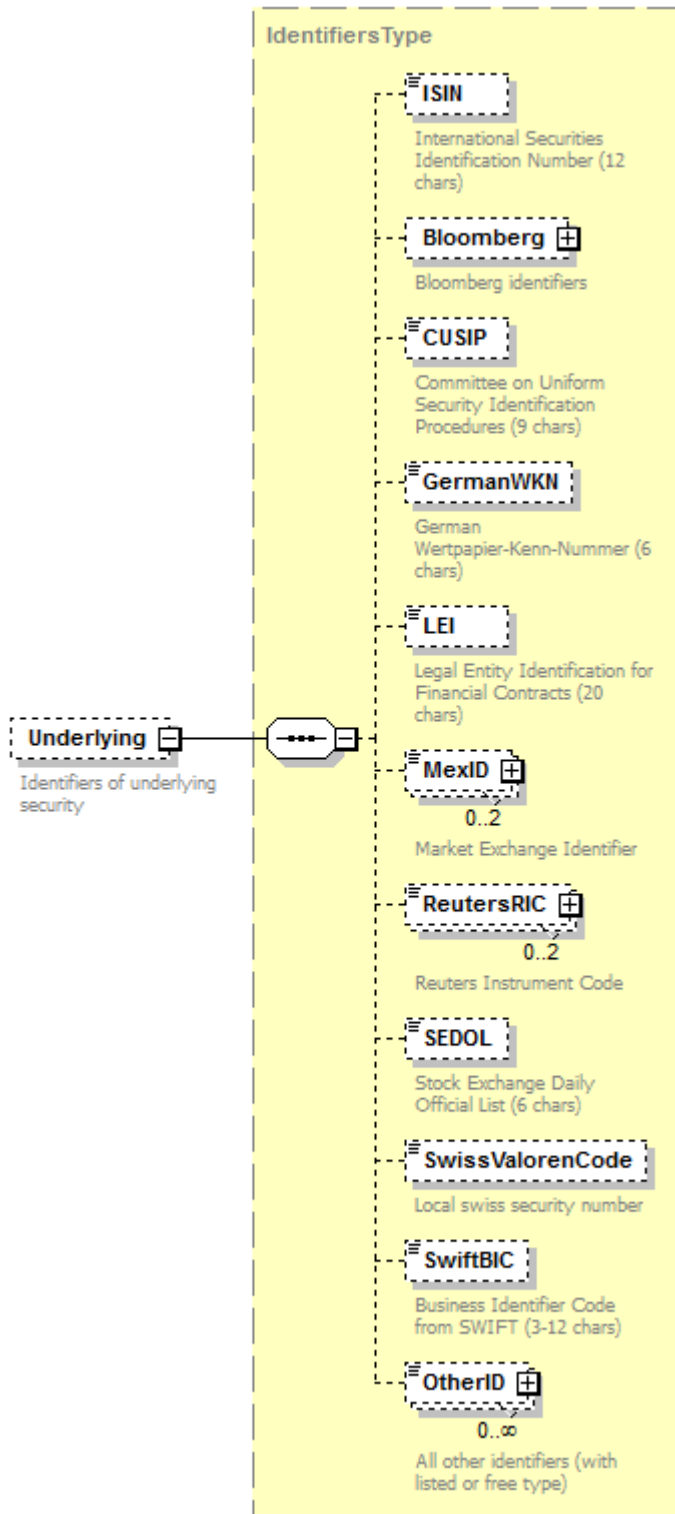 IdentifiersType
ISIN
International Securities
Identification Number (12
chars)
Bloomberg
Bloomberg identifiers
CUSIP
Committee on Uniform
Security Identification
Procedures (9 chars)
GermanWKN
German
Wertpapier-Kenn-Nummer (6
chars)
LEI
Legal Entity Identification for
Financial Contracts (20
chars)
Underlying
Identifiers of underlying
security
MexID
0..2
Market Exchange Identifier
ReutersRIC
0..2
Reuters Instrument Code
SEDOL
Stock Exchange Daily
Official List (6 chars)
SwissValorenCode
Local swiss security number
SwiftBIC
Business Identifier Code
from SWIFT (3-12 chars)
OtherID
0..∞
All other identifiers (with
listed or free type)